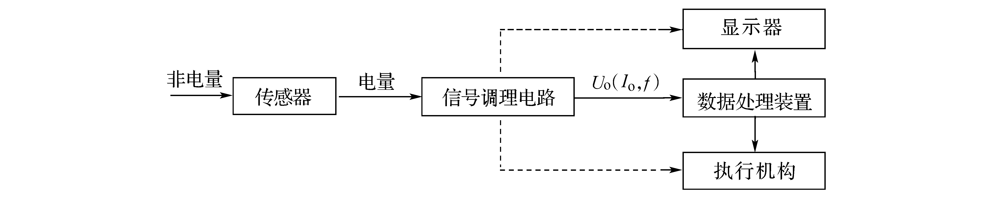 显示器
非电量
电量
U₀(I₀,f)
传感器
信号调理电路
数据处理装置
执行机构